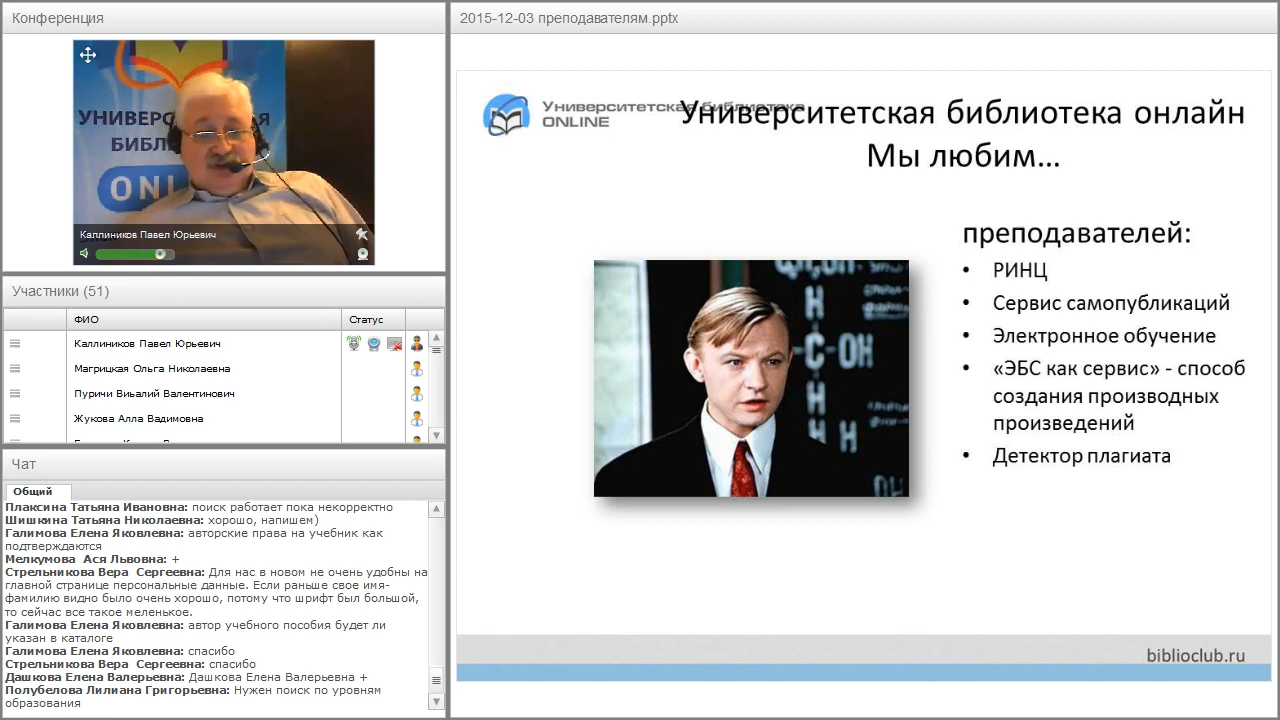 Конференция
УНИВЕРС
АЯ
БИБЛ
ONLI
Каллиников Павел Юрьевич
Участники (51)
ФИО
Статус
Каллиников Павел Юрьевич
Магрицкая Ольга Николаевна
Пуричи Виьалий Валентинович
Жукова Алла Вадимовна
Чат
Общий
Плаксина Татьяна Ивановна: поиск работает пока некорректно
Шишкина Татьяна Николаевна: хорошо, напишем)
Галимова Елена Яковлевна: авторские права на учебник как
подтверждаются
Мелкумова Ася Львовна: +
Стрельникова Вера Сергеевна: Для нас в новом не очень удобны на
главной странице персональные данные. Если раньше свое имя-
фамилию видно было очень хорошо, потому что шрифт был большой,
то сейчас все такое меленькое.
Галимова Елена Яковлевна: автор учебного пособия будет ли
указан в каталоге
Галимова Елена Яковлевна: спасибо
Стрельникова Вера Сергеевна: спасибо
Дашкова Елена Валерьевна: Дашкова Елена Валерьевна +
Полубелова Лилиана Григорьевна: Нужен поиск по уровням
образования
2015-12-03 преподавателям.pptx
Университетская библиотека
ONLINE
Университетская библиотека онлайн
Мы любим...
преподавателей:
• РИНЦ
• Сервис самопубликаций
• Электронное обучение
• «ЭБС как сервис» - способ
создания производных
произведений
• Детектор плагиата
H
C-OH
H
H H
biblioclub.ru